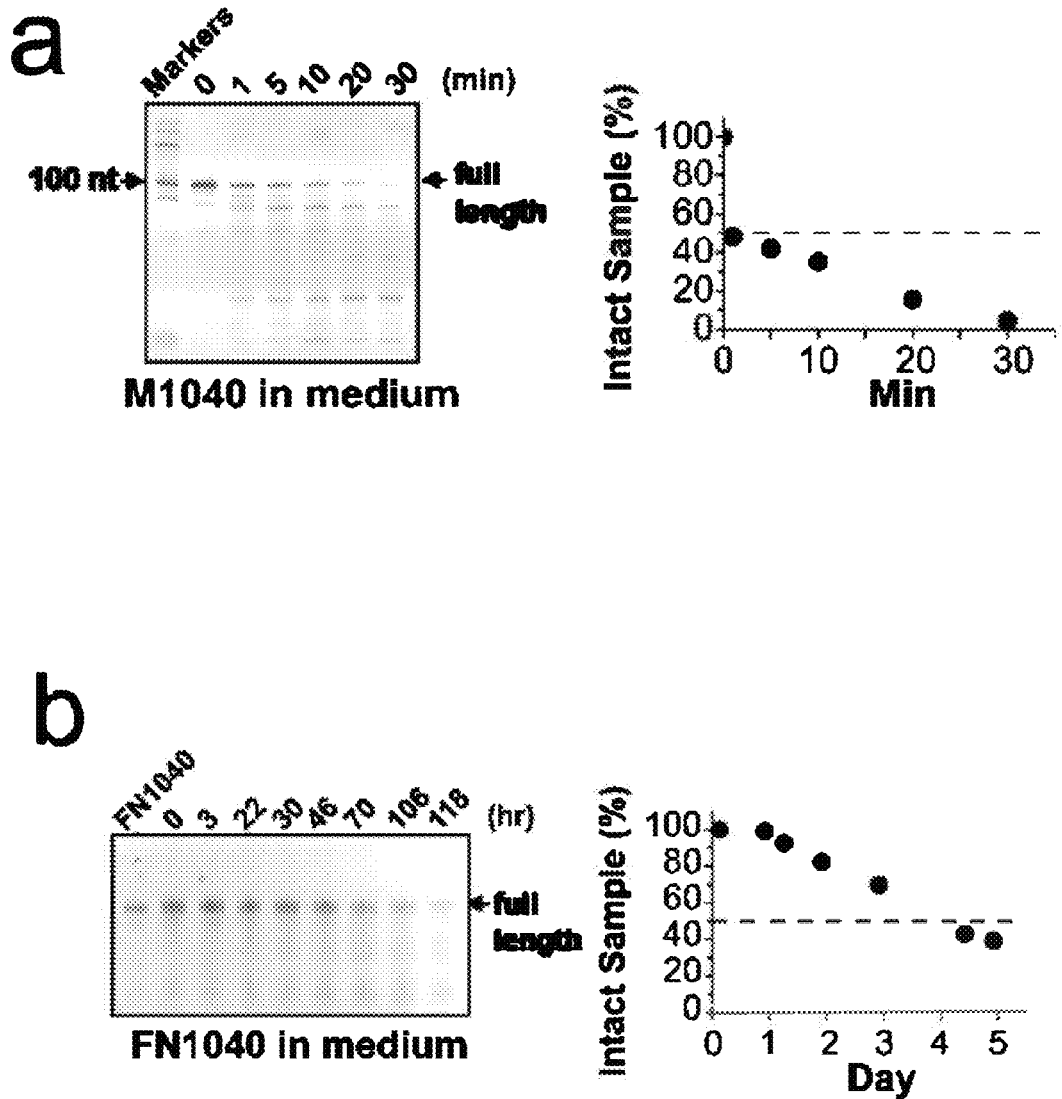 a
Markers 0 1 5 10 20 30 (min)
100 nt
full
length
M1040 in medium
Intact Sample (%)
100
80
60
40
20
0
0 10 20 30
Min
b
FN1040 0 3 22 30 46 70 106 118 (hr)
full
length
FN1040 in medium
Intact Sample (%)
100
80
60
40
20
0
0 1 2 3 4 5
Day